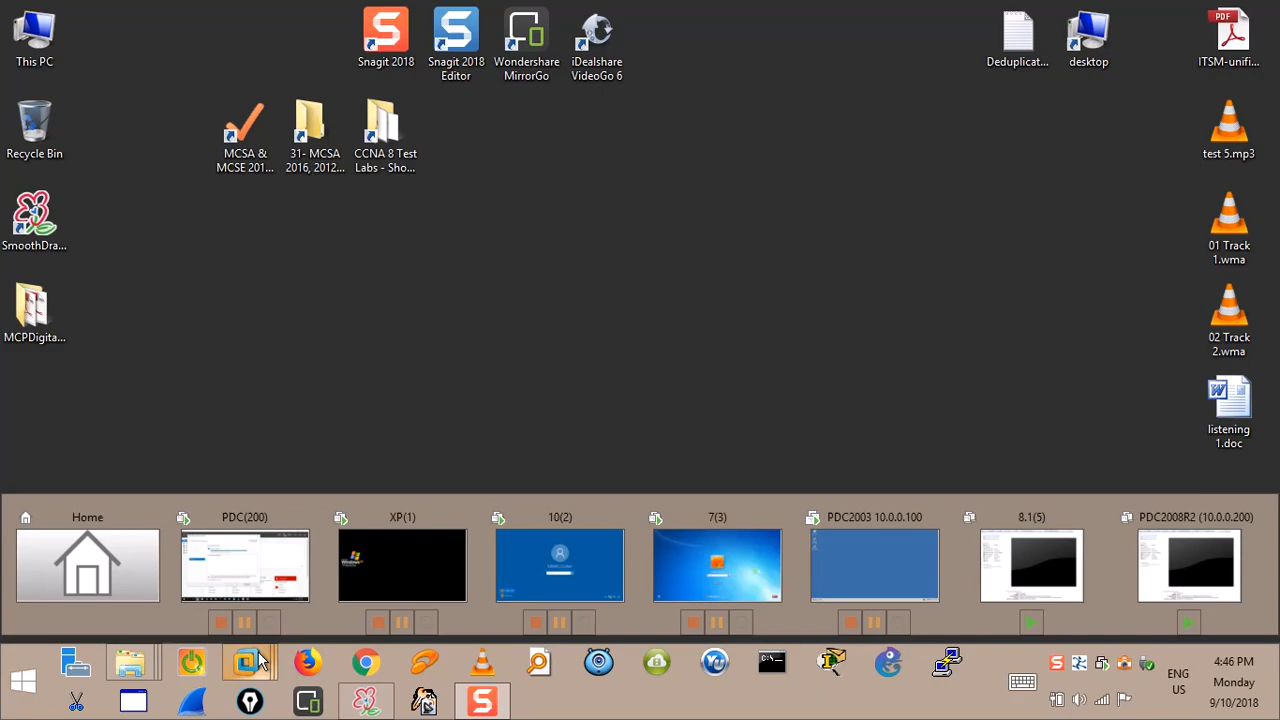 This PC
Snagit 2018
Snagit 2018
Editor
Wondershare
MirrorGo
iDealshare
VideoGo 6
Deduplicat...
desktop
PDF
ITSM-unifi...
Recycle Bin
MCSA &
MCSE 201...
31- MCSA
2016, 2012...
CCNA 8 Test
Labs - Sho...
test 5.mp3
SmoothDra...
01 Track
1.wma
MCPDigita...
02 Track
2.wma
listening
1.doc
Home
PDC(200)
XP(1)
10(2)
7(3)
PDC2003 10.0.0.100
8.1(5)
PDC2008R2 (10.0.0.200)
ENG
US
4:46 PM
Monday
9/10/2018